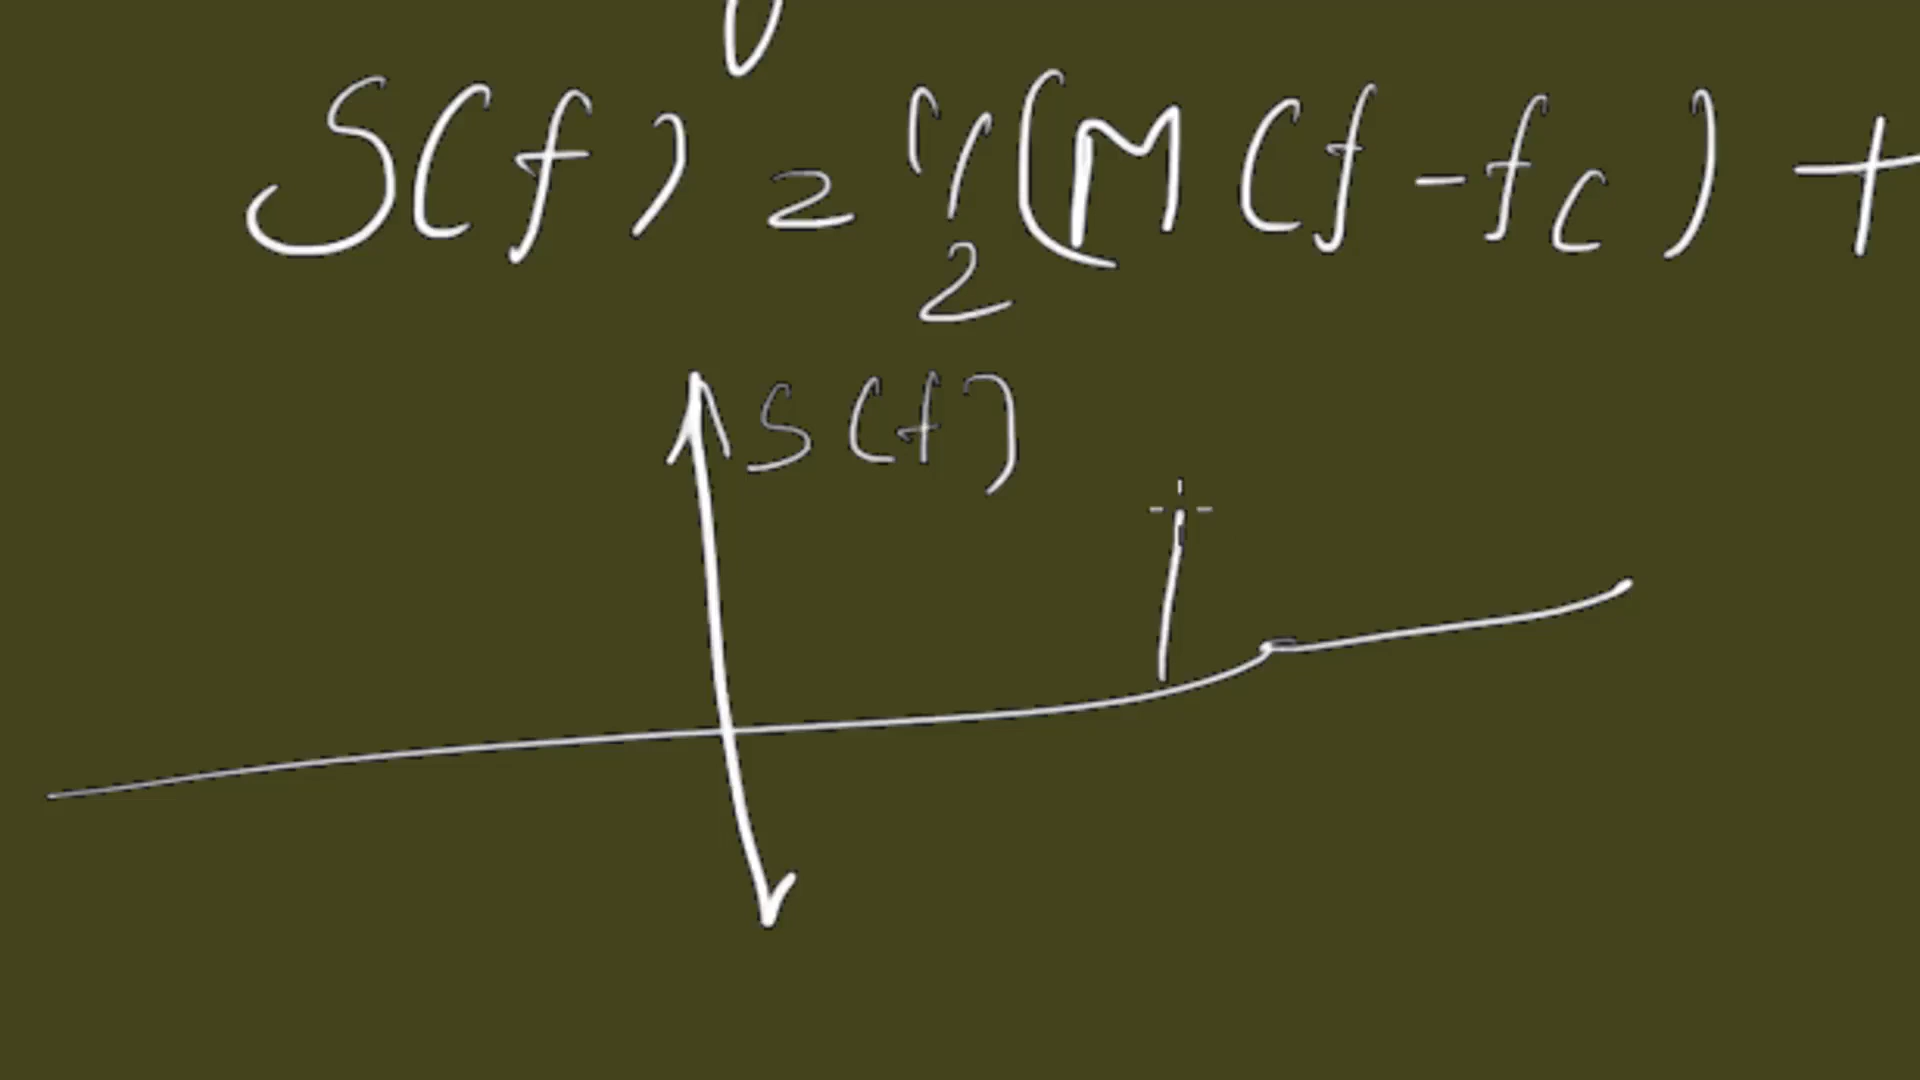 S(f) = 1/2 (M(f-fc) +
S(f)